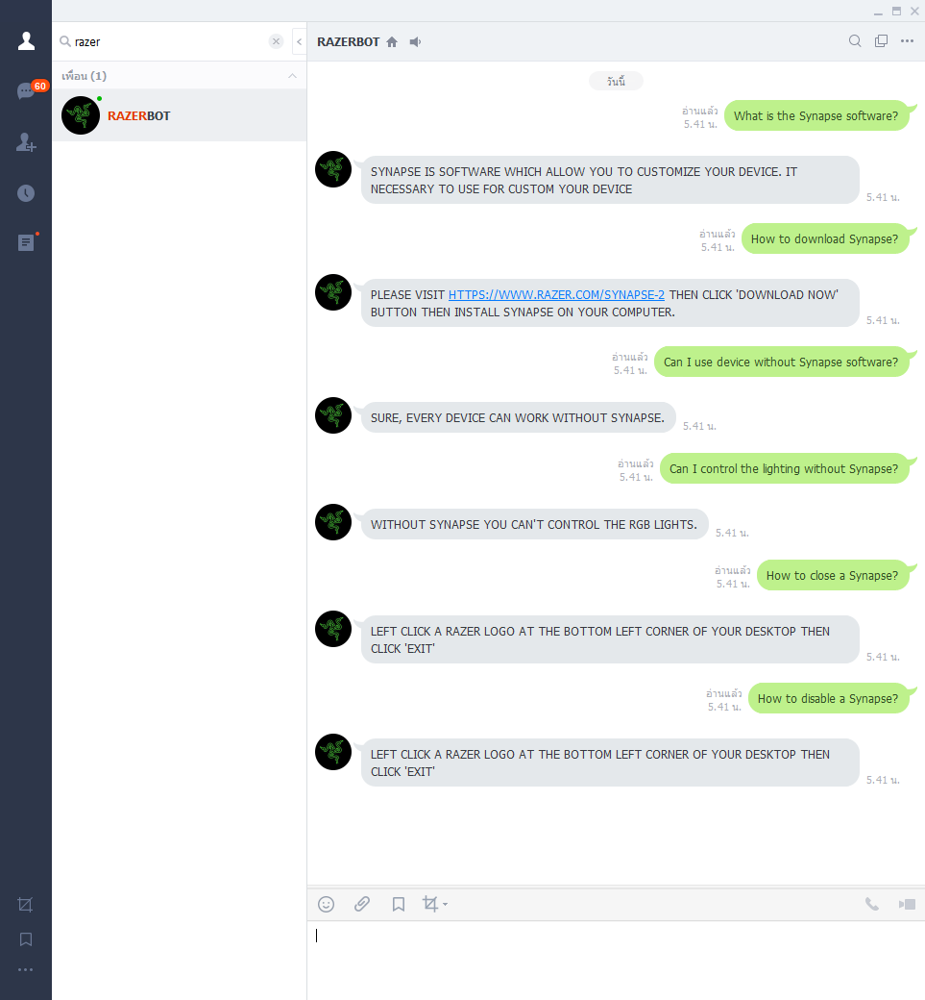 razer
เพื่อน (1)
RAZERBOT
60
RAZERBOT
วันนี้
อ่านแล้ว
5.41 น.
What is the Synapse software?
SYNAPSE IS SOFTWARE WHICH ALLOW YOU TO CUSTOMIZE YOUR DEVICE. IT
NECESSARY TO USE FOR CUSTOM YOUR DEVICE
5.41 น.
อ่านแล้ว
5.41 น.
How to download Synapse?
PLEASE VISIT HTTPS://WWW.RAZER.COM/SYNAPSE-2 THEN CLICK 'DOWNLOAD NOW'
BUTTON THEN INSTALL SYNAPSE ON YOUR COMPUTER.
5.41 น.
อ่านแล้ว
5.41 น.
Can I use device without Synapse software?
SURE, EVERY DEVICE CAN WORK WITHOUT SYNAPSE.
5.41 น.
อ่านแล้ว
5.41 น.
Can I control the lighting without Synapse?
WITHOUT SYNAPSE YOU CAN'T CONTROL THE RGB LIGHTS.
5.41 น.
อ่านแล้ว
5.41 น.
How to close a Synapse?
LEFT CLICK A RAZER LOGO AT THE BOTTOM LEFT CORNER OF YOUR DESKTOP THEN
CLICK 'EXIT'
5.41 น.
อ่านแล้ว
5.41 น.
How to disable a Synapse?
LEFT CLICK A RAZER LOGO AT THE BOTTOM LEFT CORNER OF YOUR DESKTOP THEN
CLICK 'EXIT'
5.41 น.